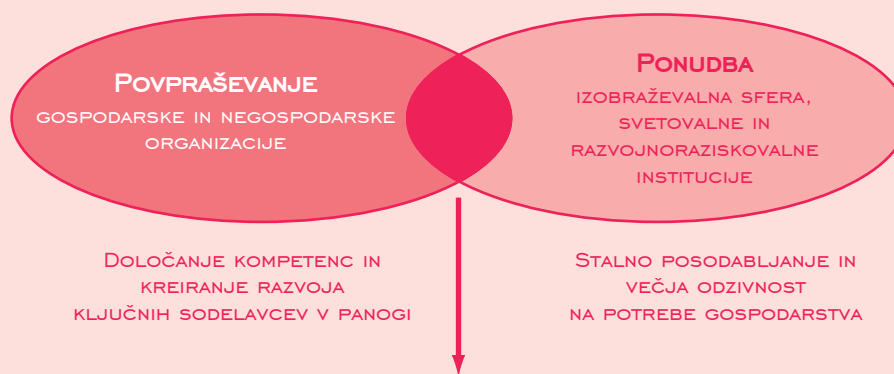 Povpraševanje
gospodarske in negospodarske
organizacije
Ponudba
izobraževalna sfera,
svetovalne in
razvojnoraziskovalne
institucije
Določanje kompetenc in
kreiranje razvoja
ključnih sodelavcev v panogi
Stalno posodabljanje in
večja odzivnost
na potrebe gospodarstva